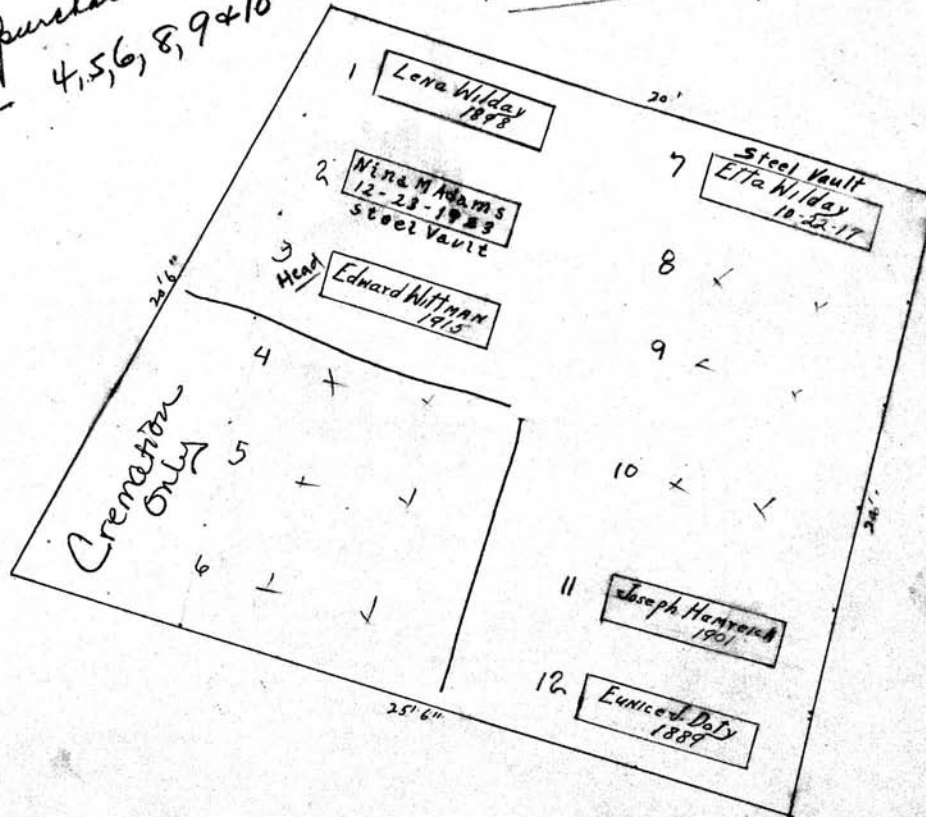 4,5,6, 8, 9 & 10
20'
1
Lena Wilday
1898
2
Nina M Adams
12-23-1953
Steel Vault
3
Head
Edward Wittman
1915
20'6"
4
5
6
Cremation
Only
25'6"
7
Steel Vault
Etta Wilday
10-22-17
8
9
10
11
Joseph
1901
12
Eunice J. Doty
1889